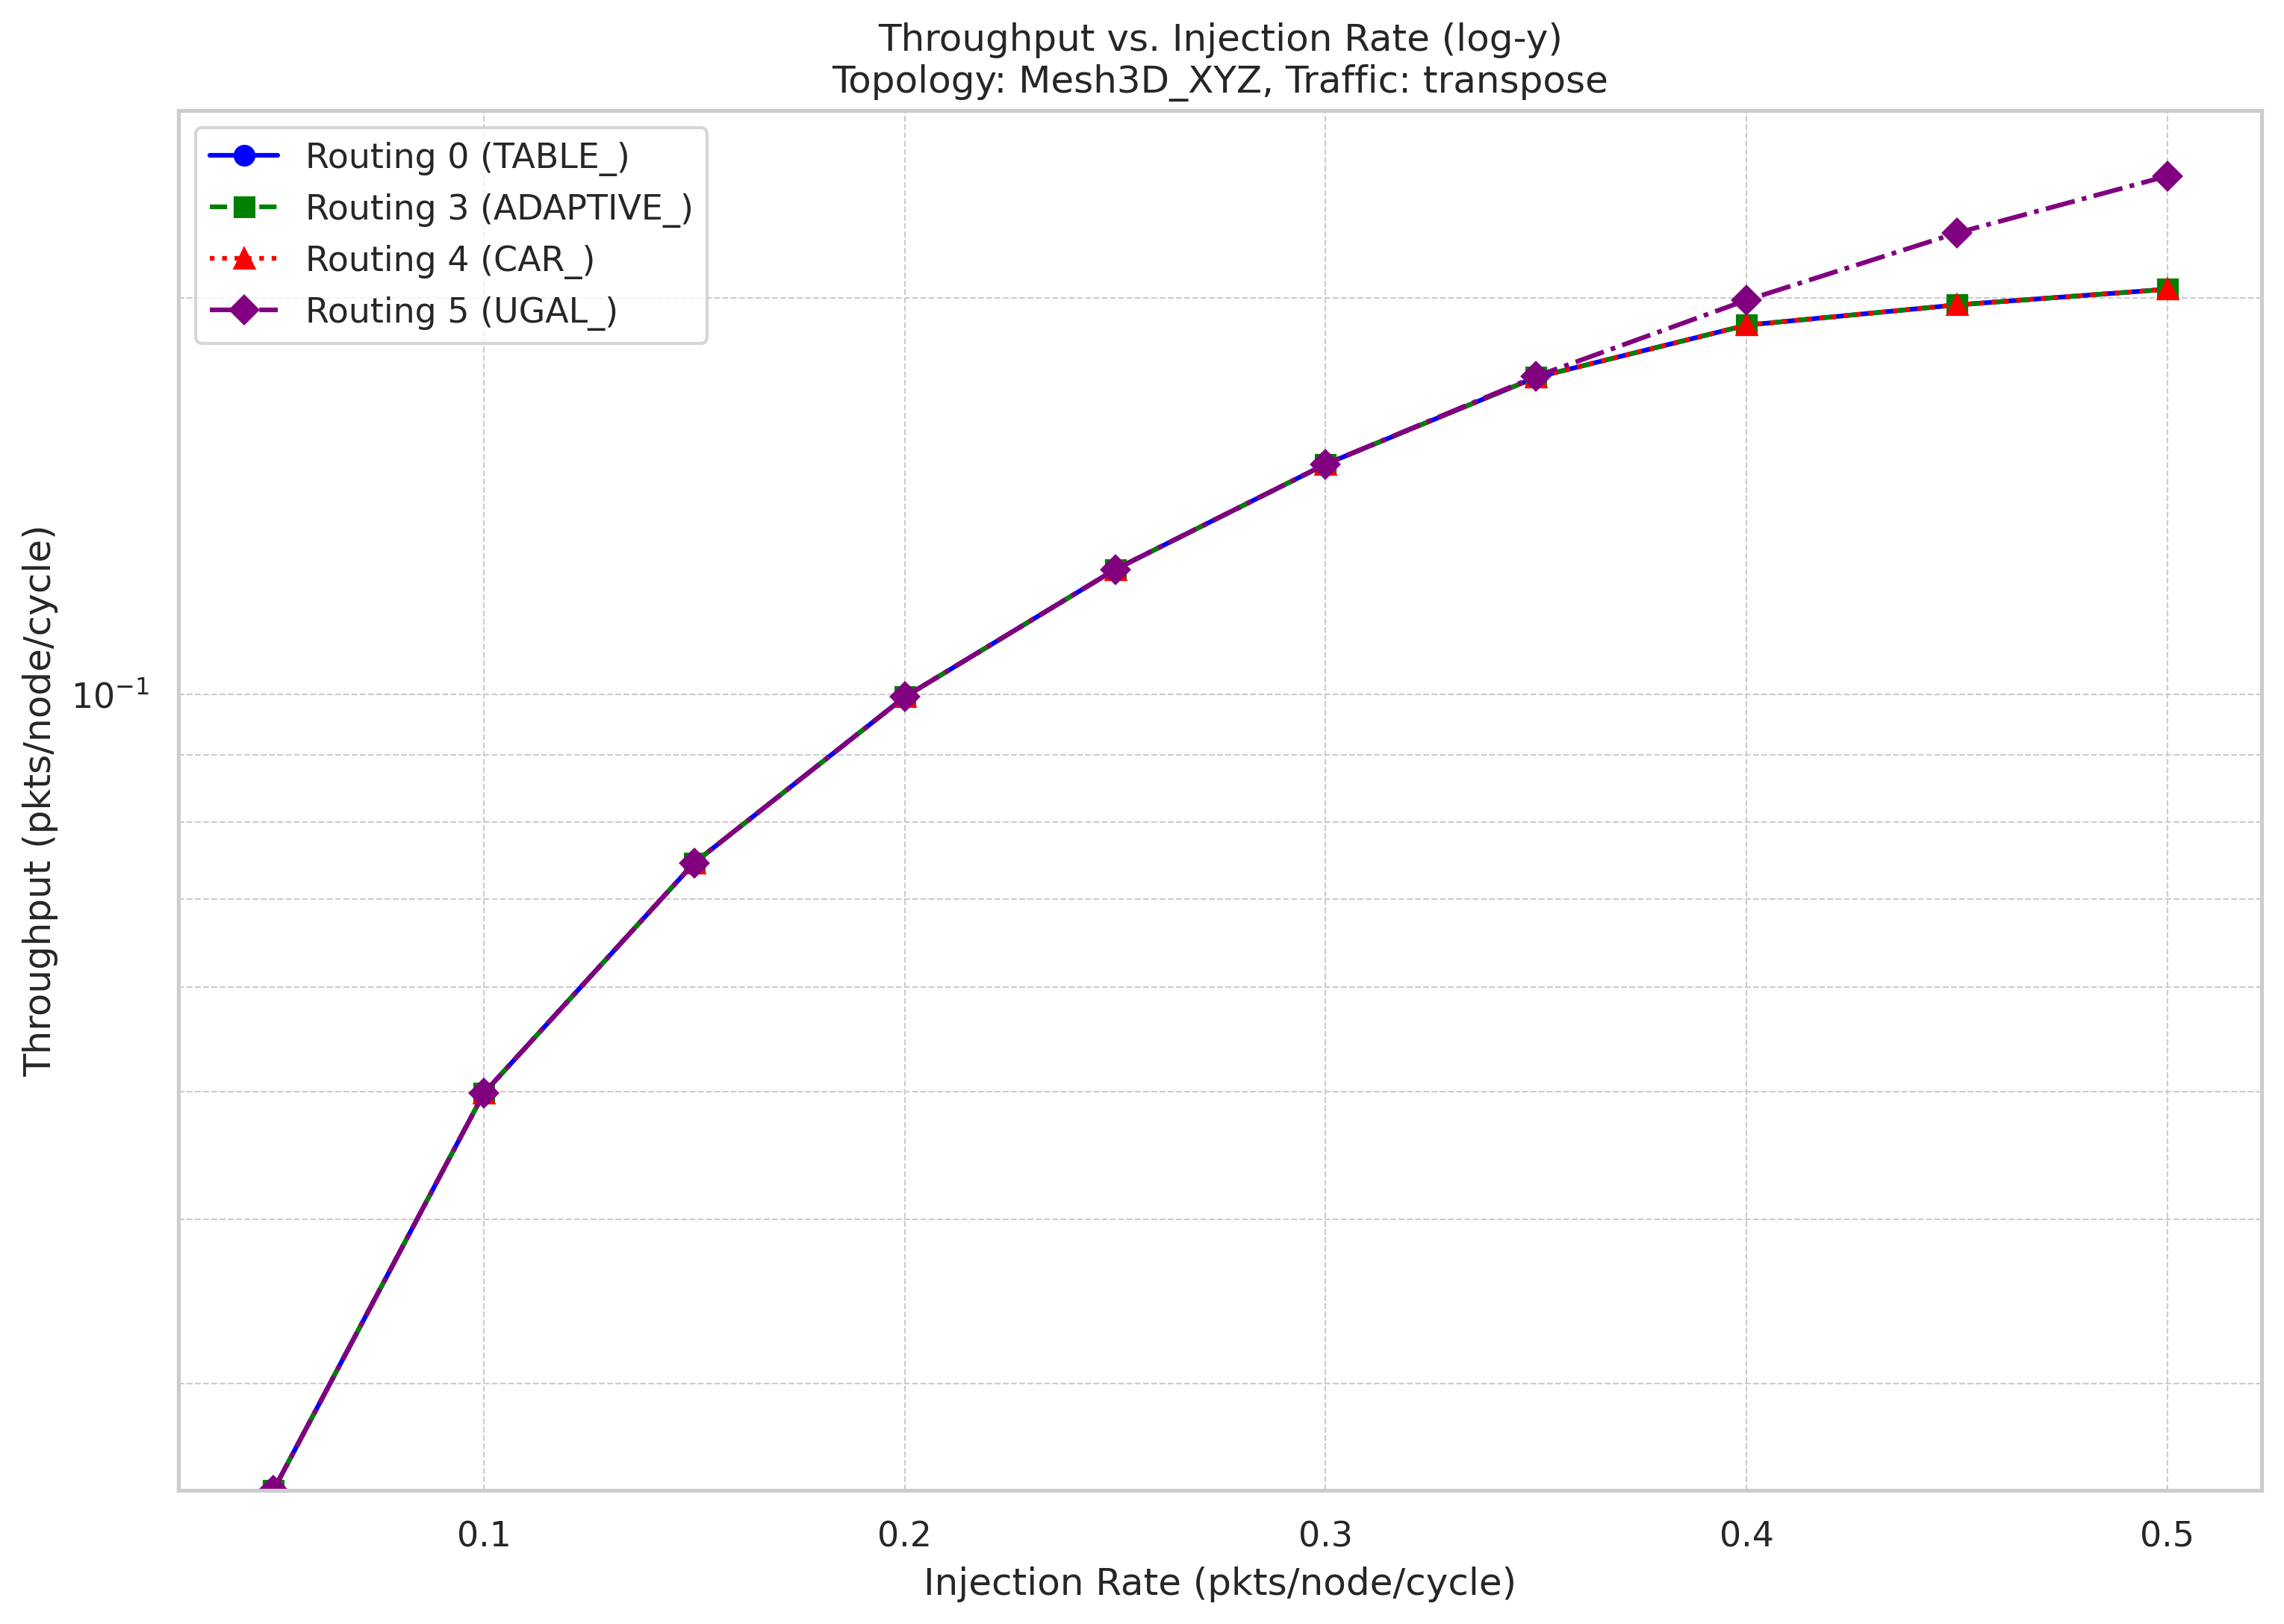 Throughput vs. Injection Rate (log-y)
Topology: Mesh3D_XYZ, Traffic: transpose
Routing 0 (TABLE_)
Routing 3 (ADAPTIVE_)
Routing 4 (CAR_)
Routing 5 (UGAL_)
Throughput (pkts/node/cycle)
10⁻¹
0.1 0.2 0.3 0.4 0.5
Injection Rate (pkts/node/cycle)